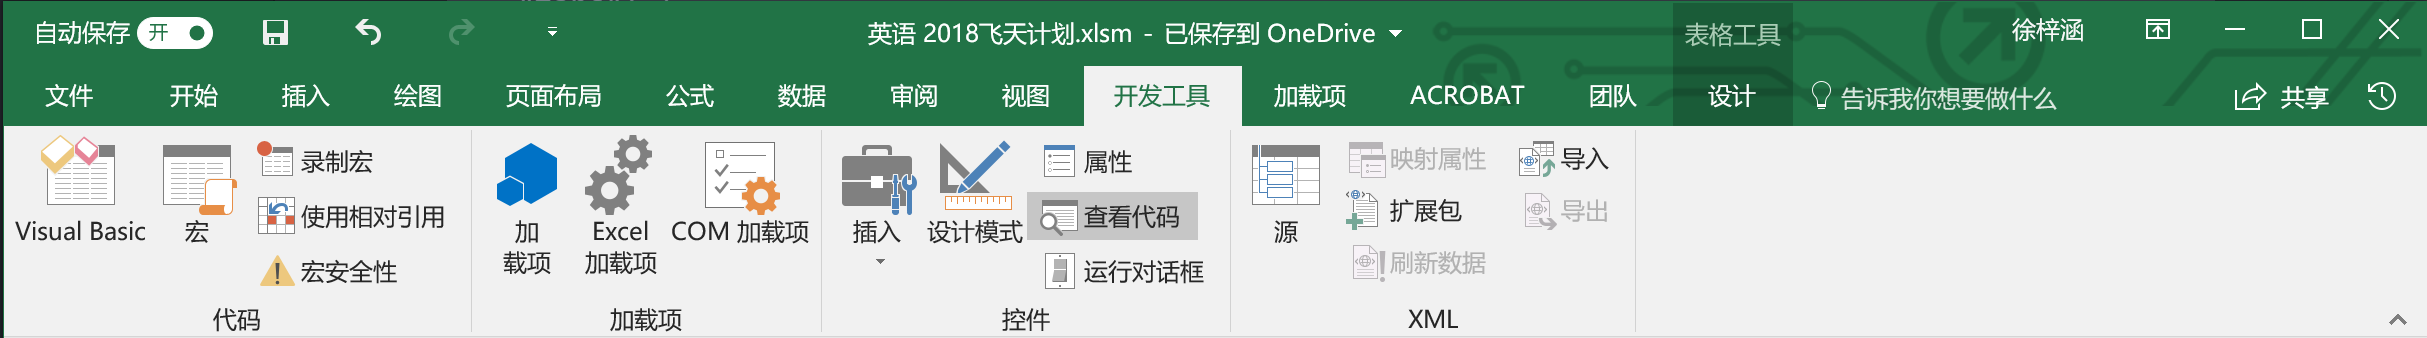 自动保存 开 英语 2018飞天计划.xlsm - 已保存到 OneDrive 表格工具 徐梓涵
文件 开始 插入 绘图 页面布局 公式 数据 审阅 视图 开发工具 加载项 ACROBAT 团队 设计 告诉我你想要做什么 共享
Visual Basic
宏
录制宏
使用相对引用
宏安全性
代码
加
载项
Excel
加载项
COM 加载项
加载项
插入
设计模式
属性
查看代码
运行对话框
控件
源
映射属性
扩展包
刷新数据
导入
导出
XML